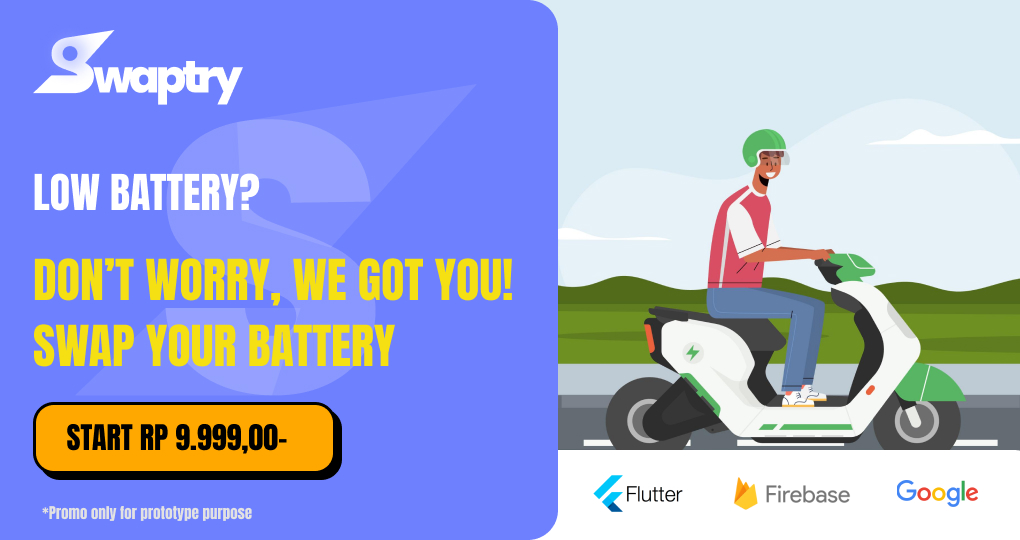 Swaptry
LOW BATTERY?
DON'T WORRY, WE GOT YOU!
SWAP YOUR BATTERY
START RP 9.999,00-
*Promo only for prototype purpose
Flutter
Firebase
Google